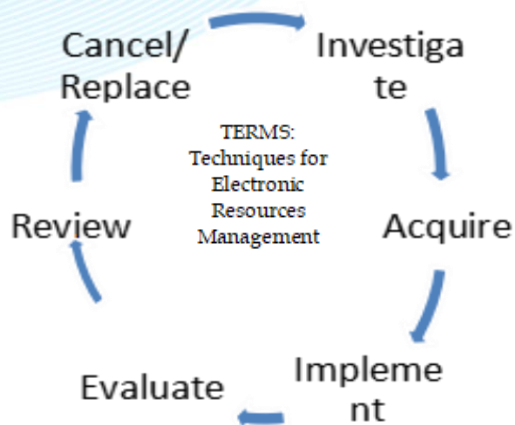 Cancel/
Replace
Investiga
te
TERMS:
Techniques for
Electronic
Resources
Management
Review
Acquire
Evaluate
Impleme
nt